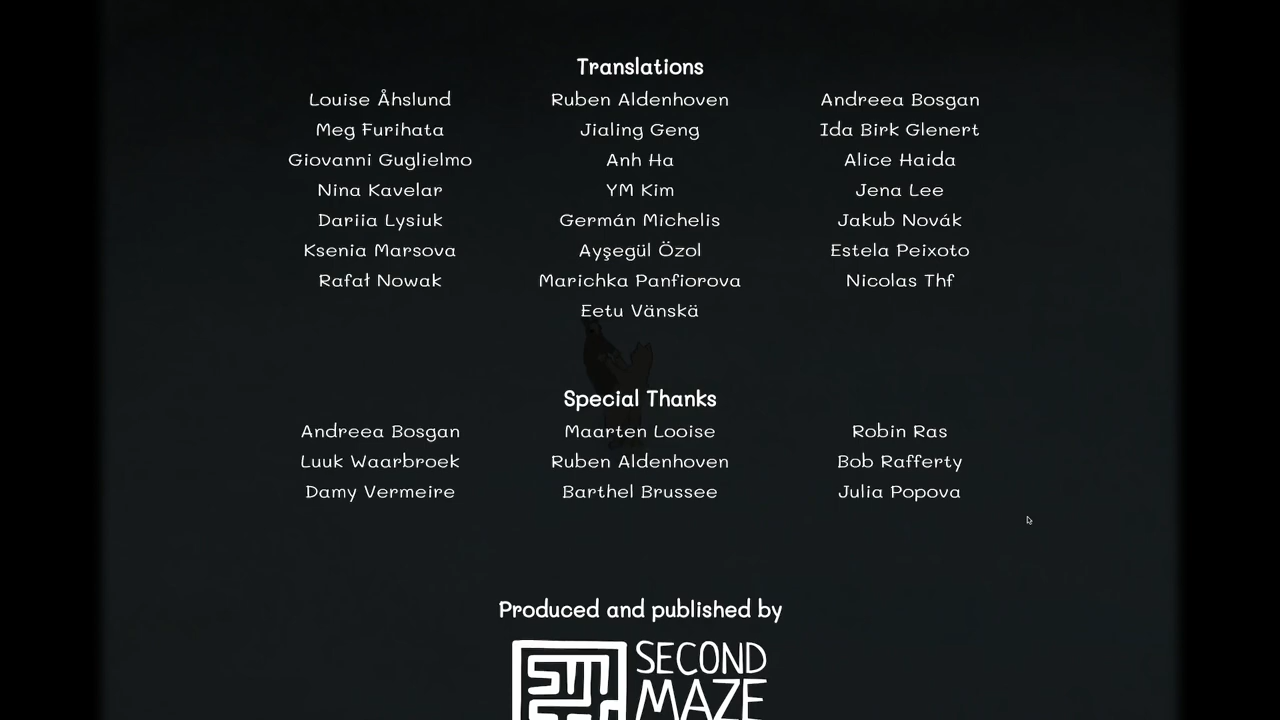 Translations
Louise Åhslund Ruben Aldenhoven Andreea Bosgan
Meg Furihata Jialing Geng Ida Birk Glenert
Giovanni Guglielmo Anh Ha Alice Haida
Nina Kavelar YM Kim Jena Lee
Dariia Lysiuk Germán Michelis Jakub Novák
Ksenia Marsova Ayşegül Özol Estela Peixoto
Rafał Nowak Marichka Panfiorova Nicolas Thf
Eetu Vänskä
Special Thanks
Andreea Bosgan Maarten Looise Robin Ras
Luuk Waarbroek Ruben Aldenhoven Bob Rafferty
Damy Vermeire Barthel Brussee Julia Popova
Produced and published by
SECOND
MAZE